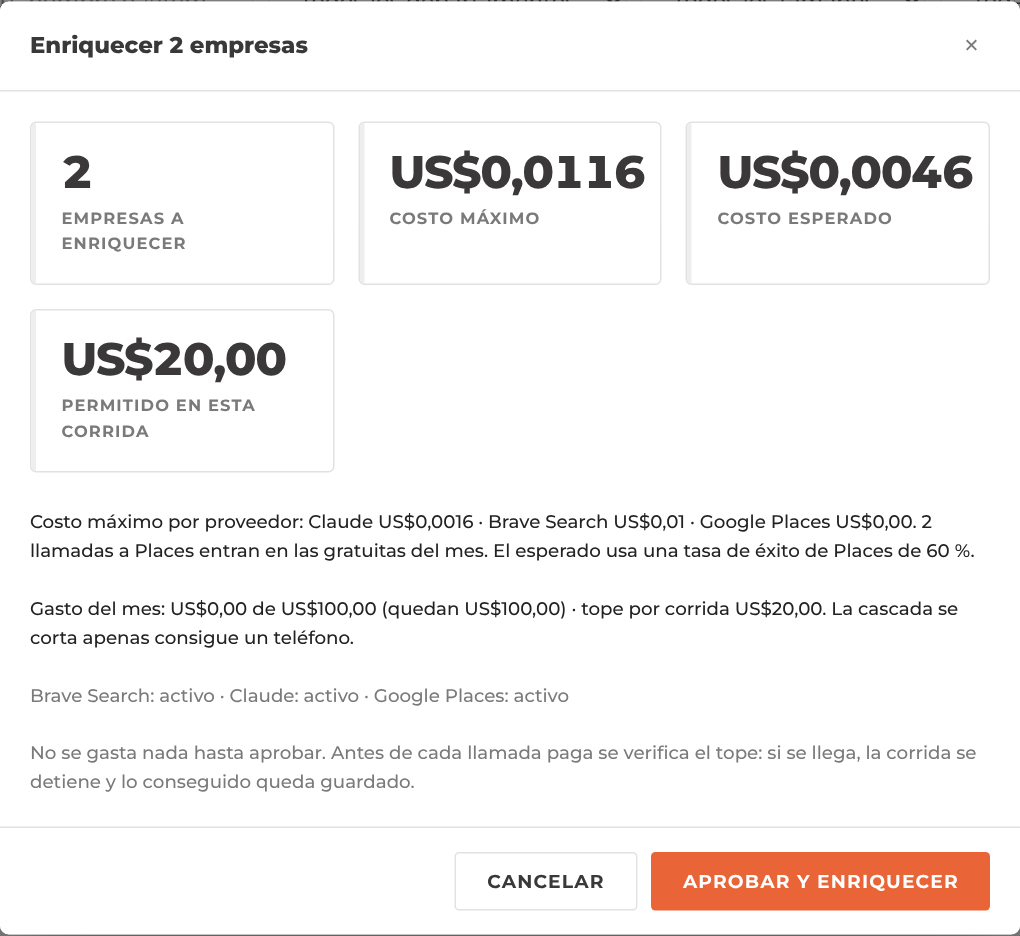 Enriquecer 2 empresas
×
2
EMPRESAS A
ENRIQUECER
US$0,0116
COSTO MÁXIMO
US$0,0046
COSTO ESPERADO
US$20,00
PERMITIDO EN ESTA
CORRIDA
Costo máximo por proveedor: Claude US$0,0016 · Brave Search US$0,01 · Google Places US$0,00. 2
llamadas a Places entran en las gratuitas del mes. El esperado usa una tasa de éxito de Places de 60 %.
Gasto del mes: US$0,00 de US$100,00 (quedan US$100,00) · tope por corrida US$20,00. La cascada se
corta apenas consigue un teléfono.
Brave Search: activo · Claude: activo · Google Places: activo
No se gasta nada hasta aprobar. Antes de cada llamada paga se verifica el tope: si se llega, la corrida se
detiene y lo conseguido queda guardado.
CANCELAR
APROBAR Y ENRIQUECER